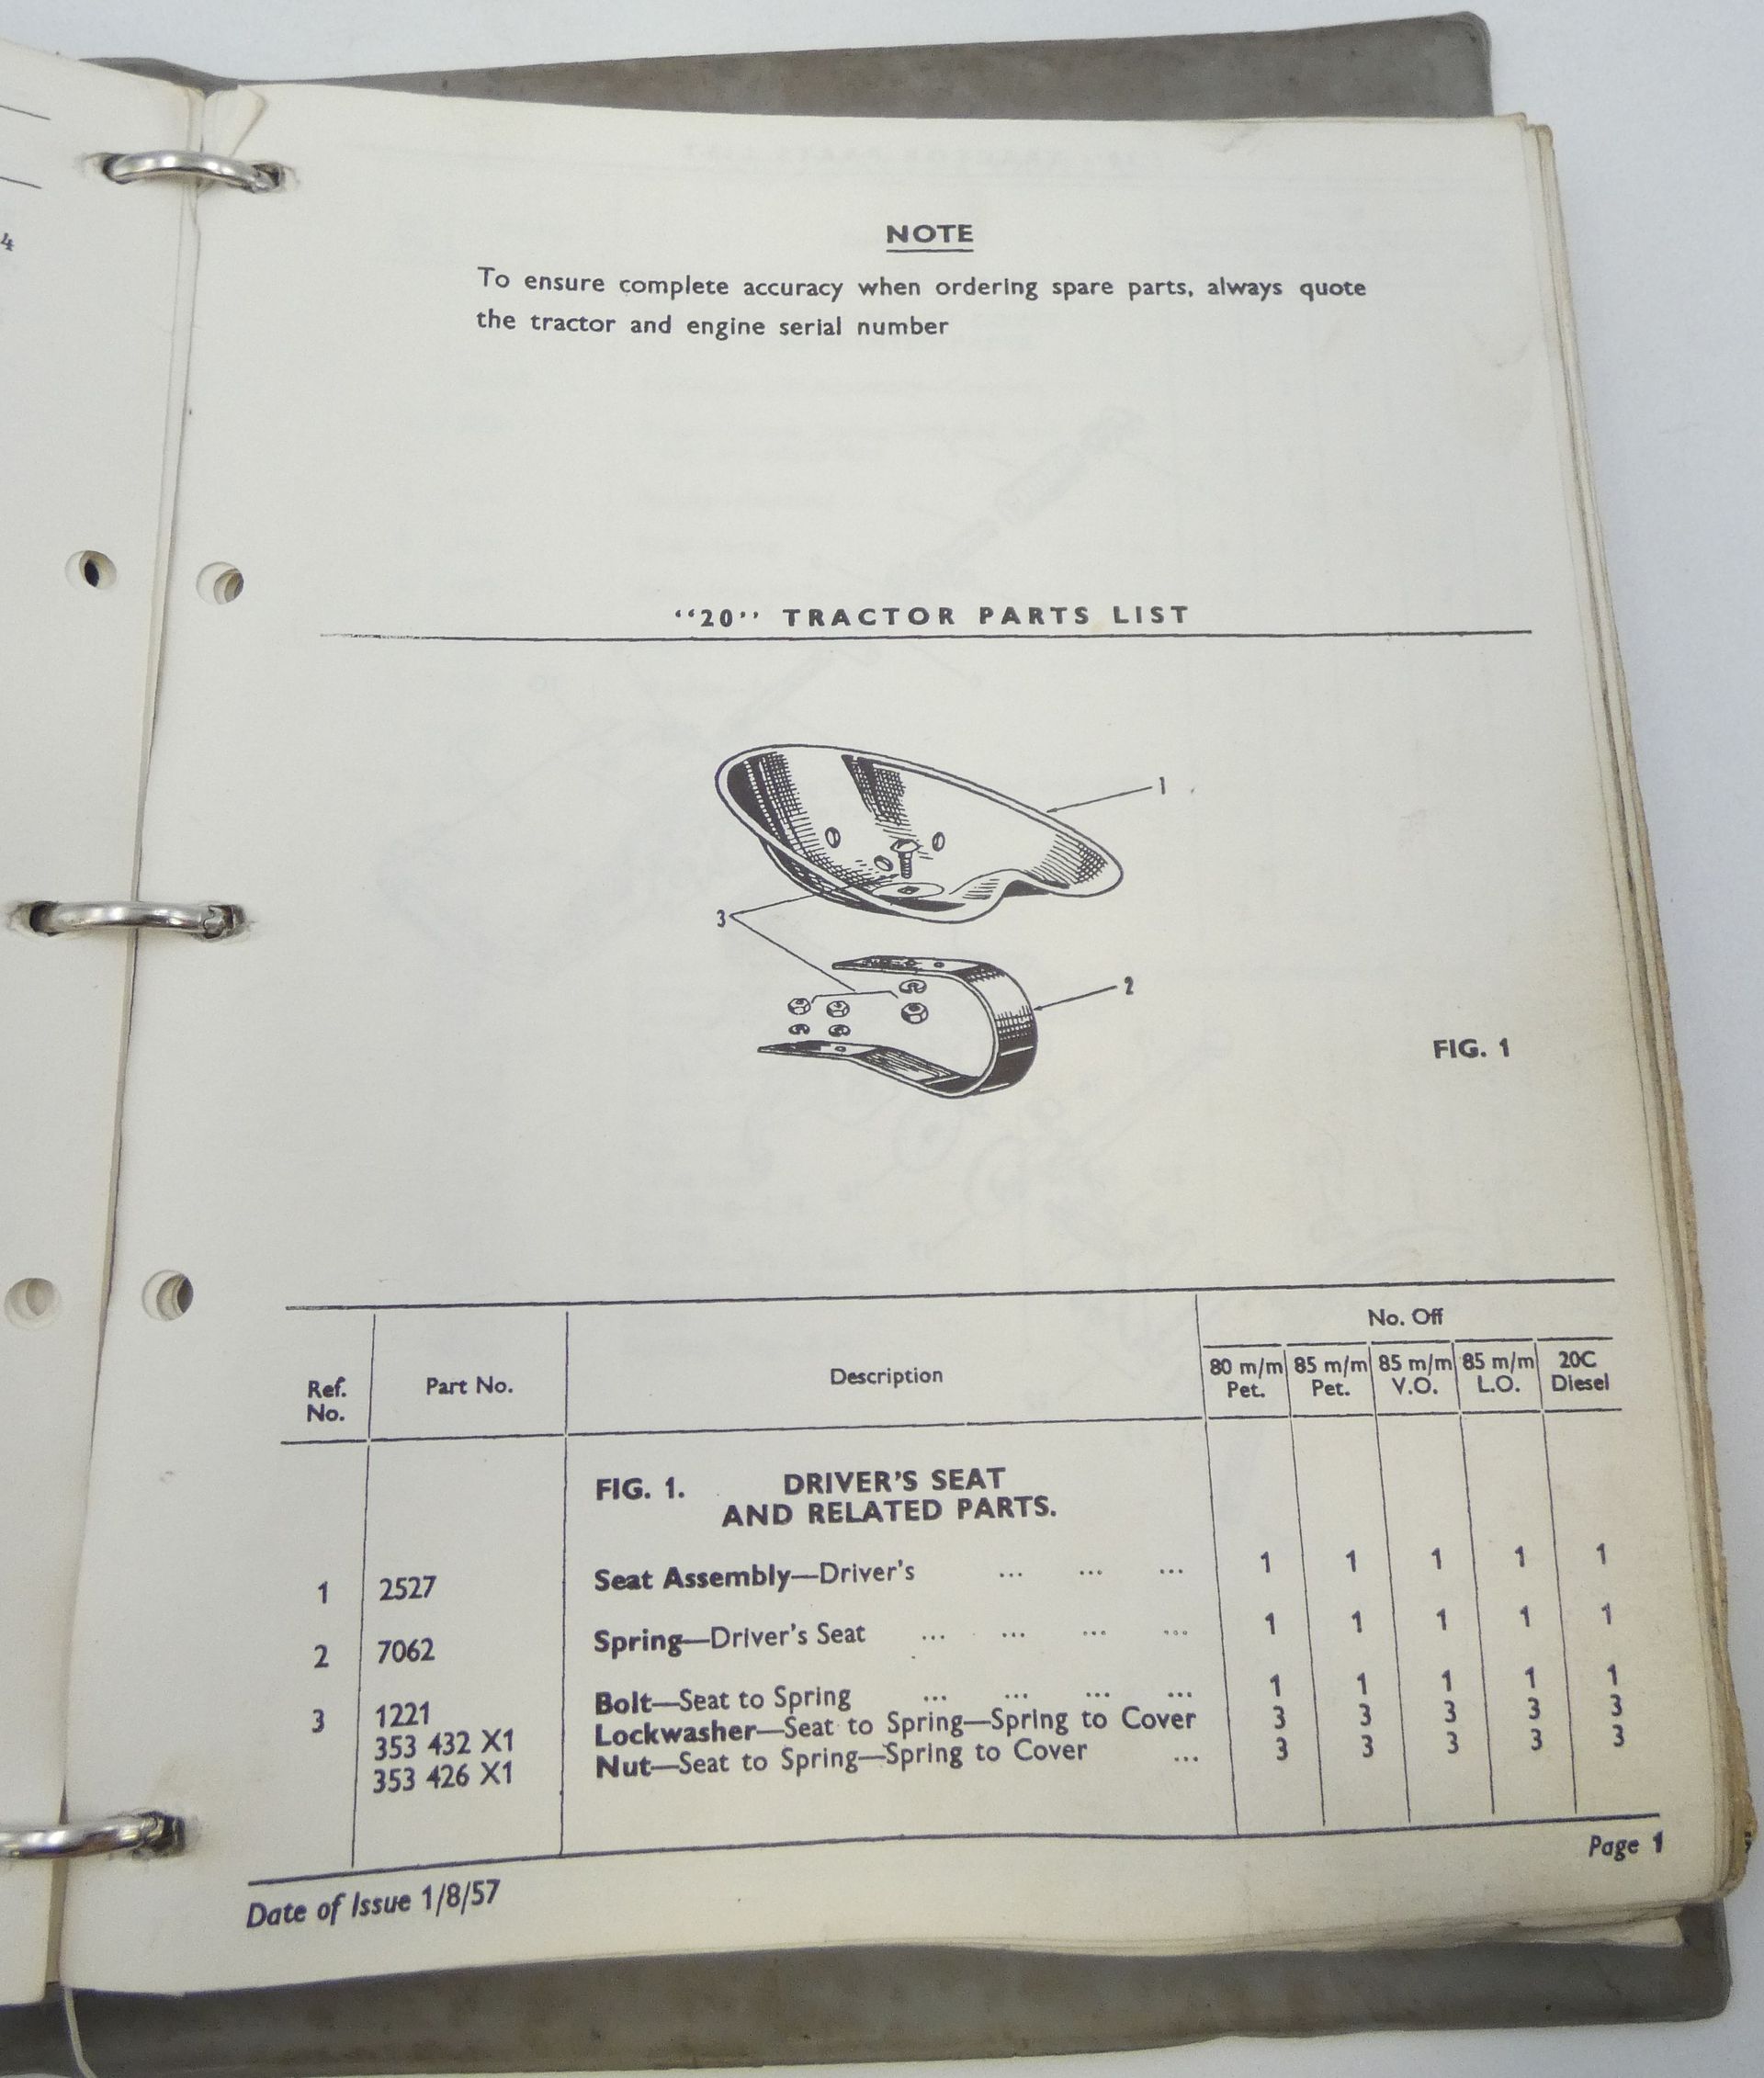 4
NOTE
To ensure complete accuracy when ordering spare parts, always quote
the tractor and engine serial number
“20” TRACTOR PARTS LIST
1
3
2
FIG. 1
No. Off
Ref. No. Part No. Description 80 m/m Pet. 85 m/m Pet. 85 m/m V.O. 85 m/m L.O. 20C Diesel
FIG. 1. DRIVER'S SEAT
AND RELATED PARTS.
1 2527 Seat Assembly—Driver's ... ... ... 1 1 1 1 1
2 7062 Spring—Driver's Seat ... ... ... ... 1 1 1 1 1
3 1221 Bolt—Seat to Spring ... ... ... ... 1 1 1 1 1
353 432 X1 Lockwasher—Seat to Spring—Spring to Cover 3 3 3 3 3
353 426 X1 Nut—Seat to Spring—Spring to Cover ... 3 3 3 3 3
Page 1
Date of Issue 1/8/57